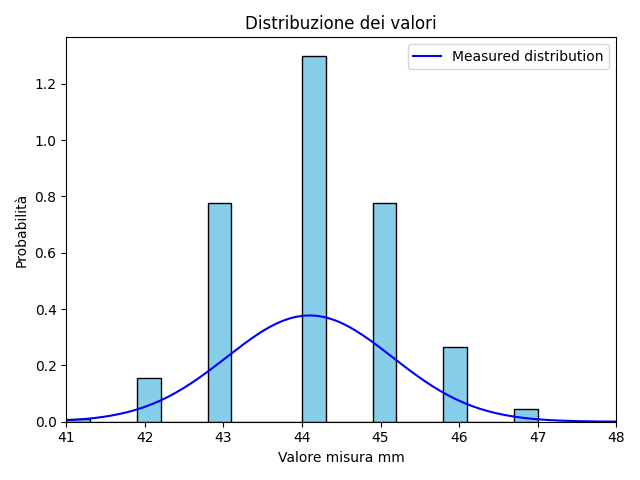 Distribuzione dei valori
Measured distribution
Probabilità
1.2
1.0
0.8
0.6
0.4
0.2
0.0
41 42 43 44 45 46 47 48
Valore misura mm